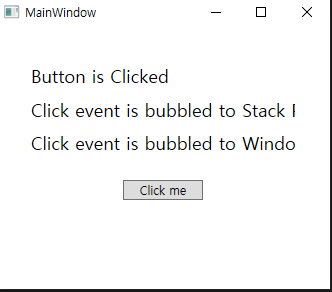 MainWindow
Button is Clicked
Click event is bubbled to Stack
Click event is bubbled to Windo
Click me